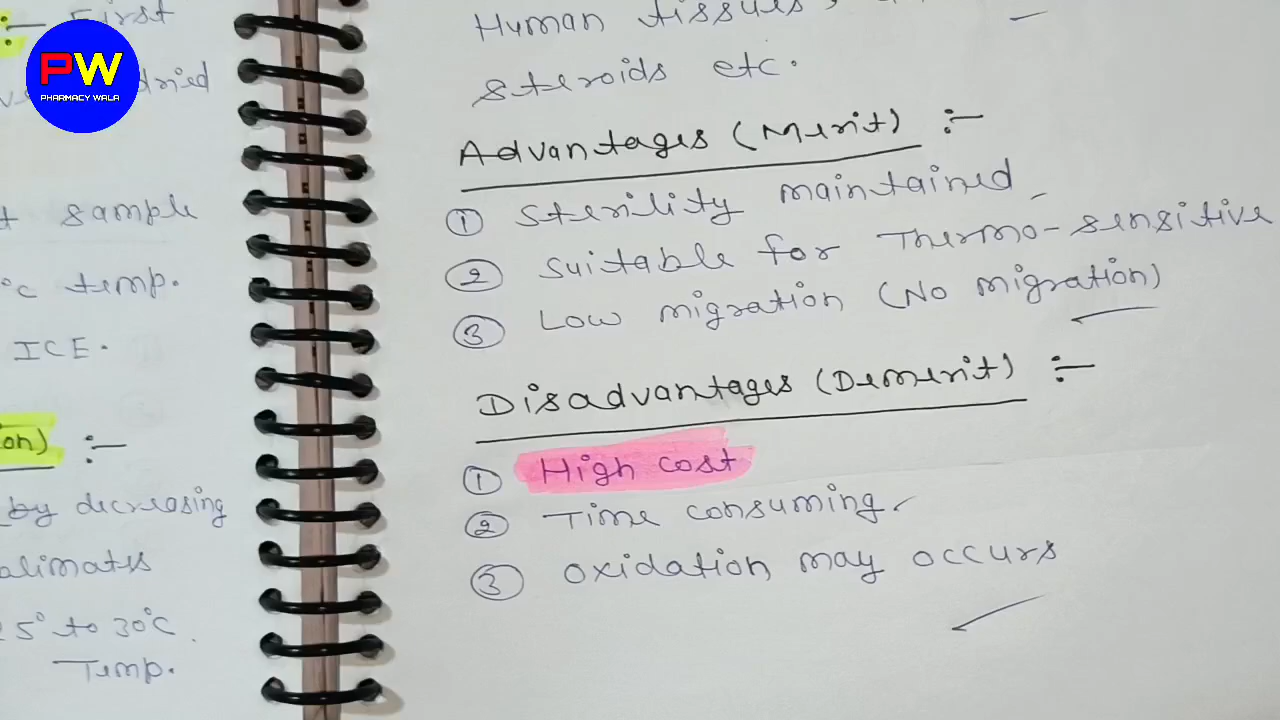 :- First
dried
sample
°c temp.
ICE.
on) :-
by decreasing
5° to 30°C.
Temp.
PW
PHARMACY WALA
Human tissues,
steroids etc.
Advantages (Merit) :-
① Sterility maintained
② Suitable for Thermo-sensitive
③ Low migration (No migration)
Disadvantages (Demerit) :-
① High cost
② Time consuming
③ Oxidation may occurs